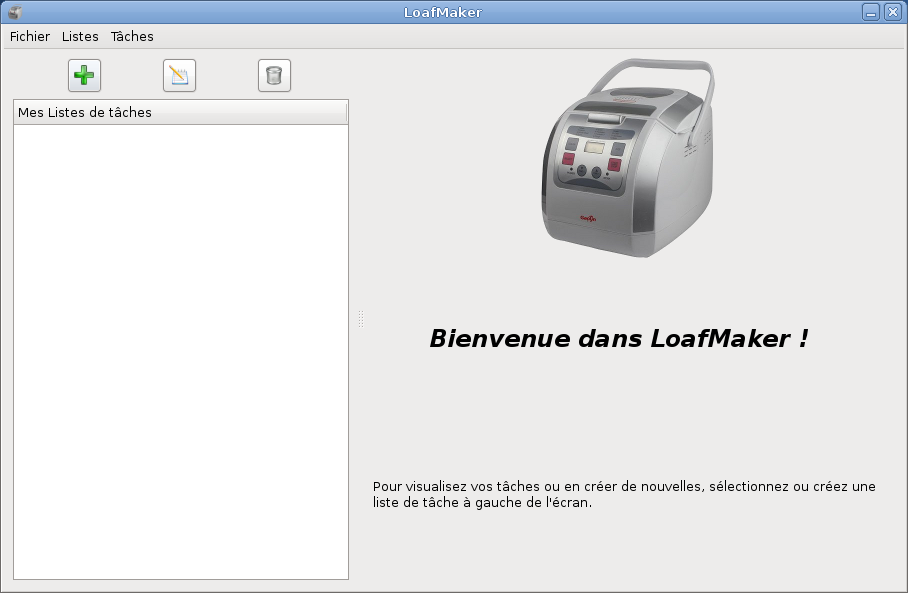 LoafMaker
Fichier Listes Tâches
Mes Listes de tâches
Bienvenue dans LoafMaker !
Pour visualisez vos tâches ou en créer de nouvelles, sélectionnez ou créez une
liste de tâche à gauche de l'écran.